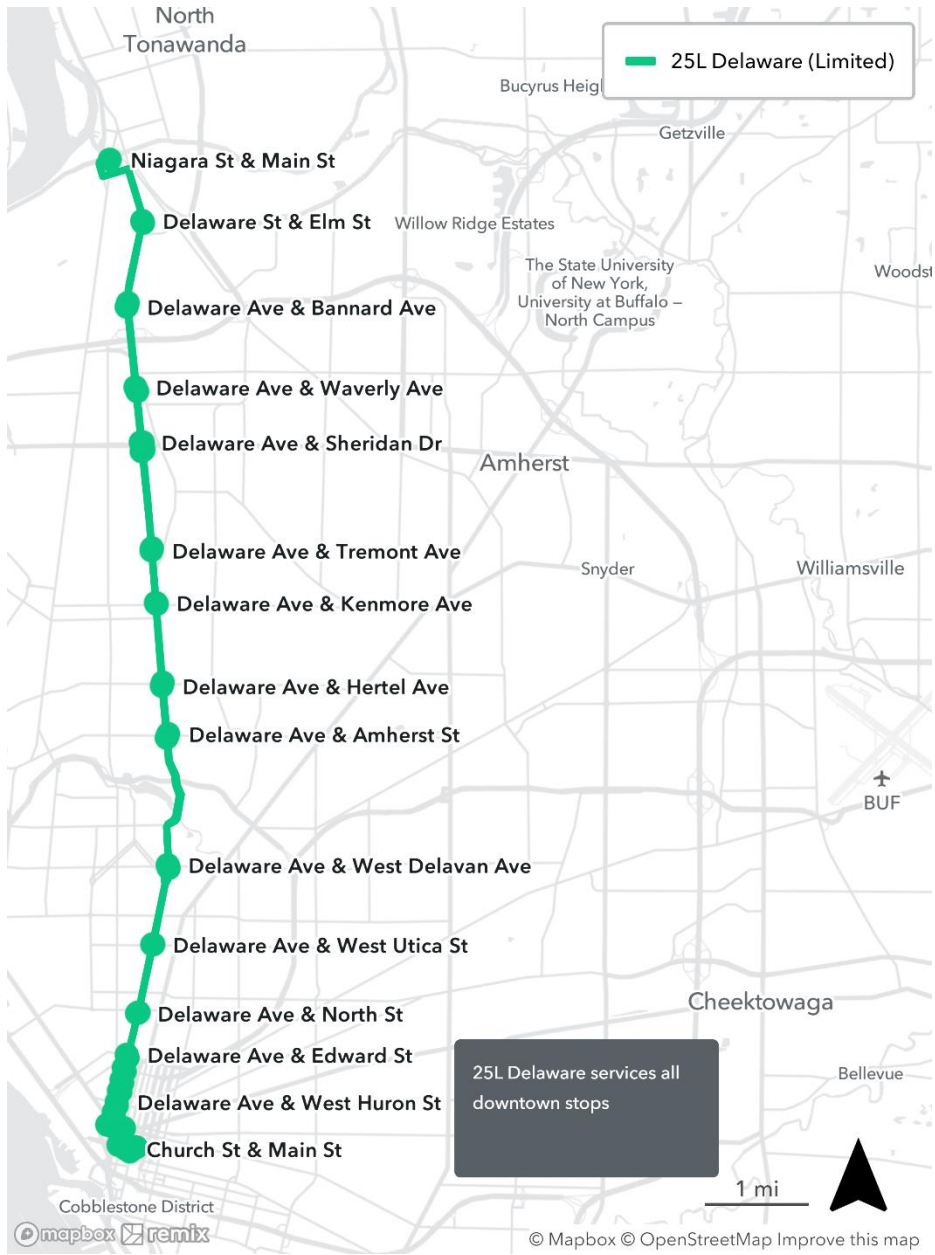 North
Tonawanda
25L Delaware (Limited)
Bucyrus Heig
Getzville
Niagara St & Main St
Delaware St & Elm St
Willow Ridge Estates
The State University
of New York,
University at Buffalo –
North Campus
Woodst
Delaware Ave & Bannard Ave
Delaware Ave & Waverly Ave
Delaware Ave & Sheridan Dr
Amherst
Delaware Ave & Tremont Ave
Snyder
Williamsville
Delaware Ave & Kenmore Ave
Delaware Ave & Hertel Ave
Delaware Ave & Amherst St
BUF
Delaware Ave & West Delavan Ave
Delaware Ave & West Utica St
Cheektowaga
Delaware Ave & North St
Delaware Ave & Edward St
25L Delaware services all
downtown stops
Bellevue
Delaware Ave & West Huron St
Church St & Main St
1 mi
Cobblestone District
mapbox remix
© Mapbox © OpenStreetMap Improve this map